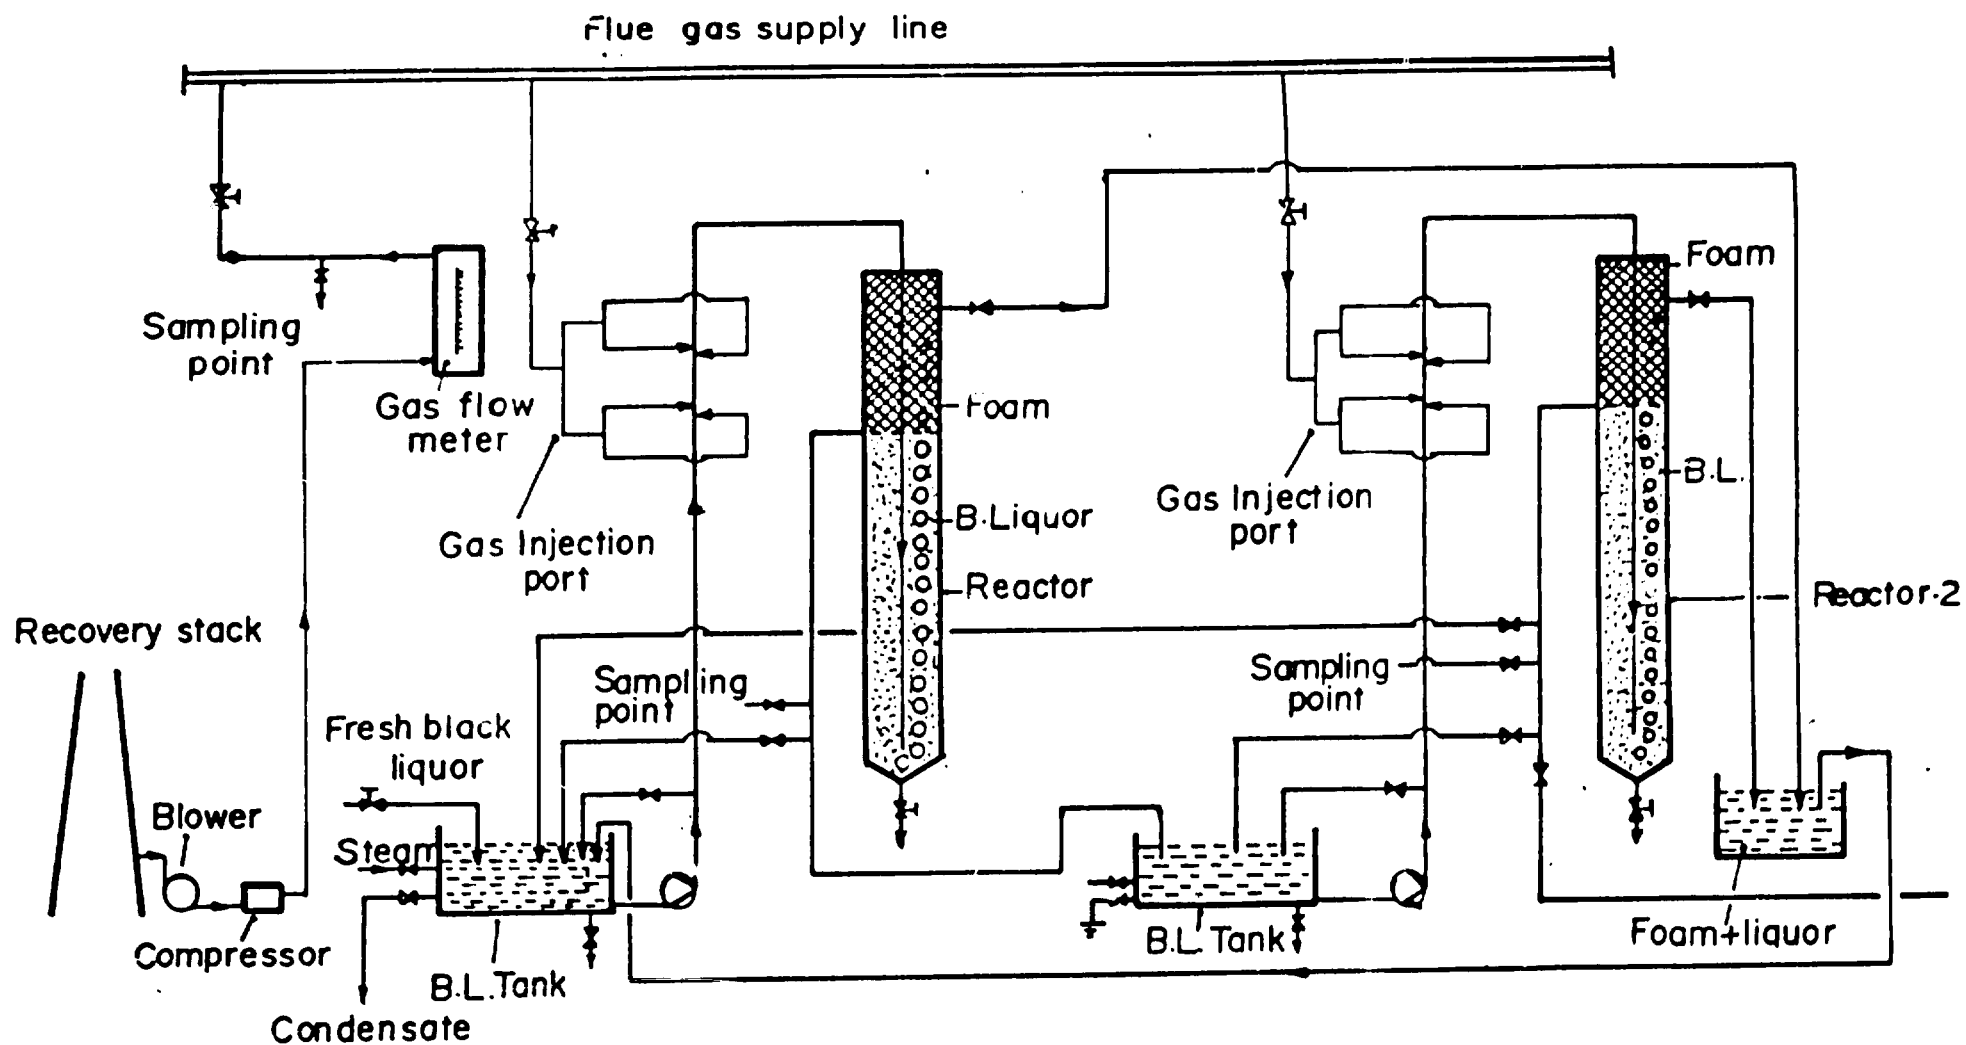 Flue gas supply line
Sampling
point
Gas flow
meter
Foam
Foam
B.L.
B.Liquor
Gas Injection
port
Gas Injection
port
Reactor
Reactor-2
Recovery stack
Sampling
point
Sampling
point
Fresh black
liquor
Blower
Steam
Compressor
B.L. Tank
Condensate
B.L. Tank
Foam+liquor